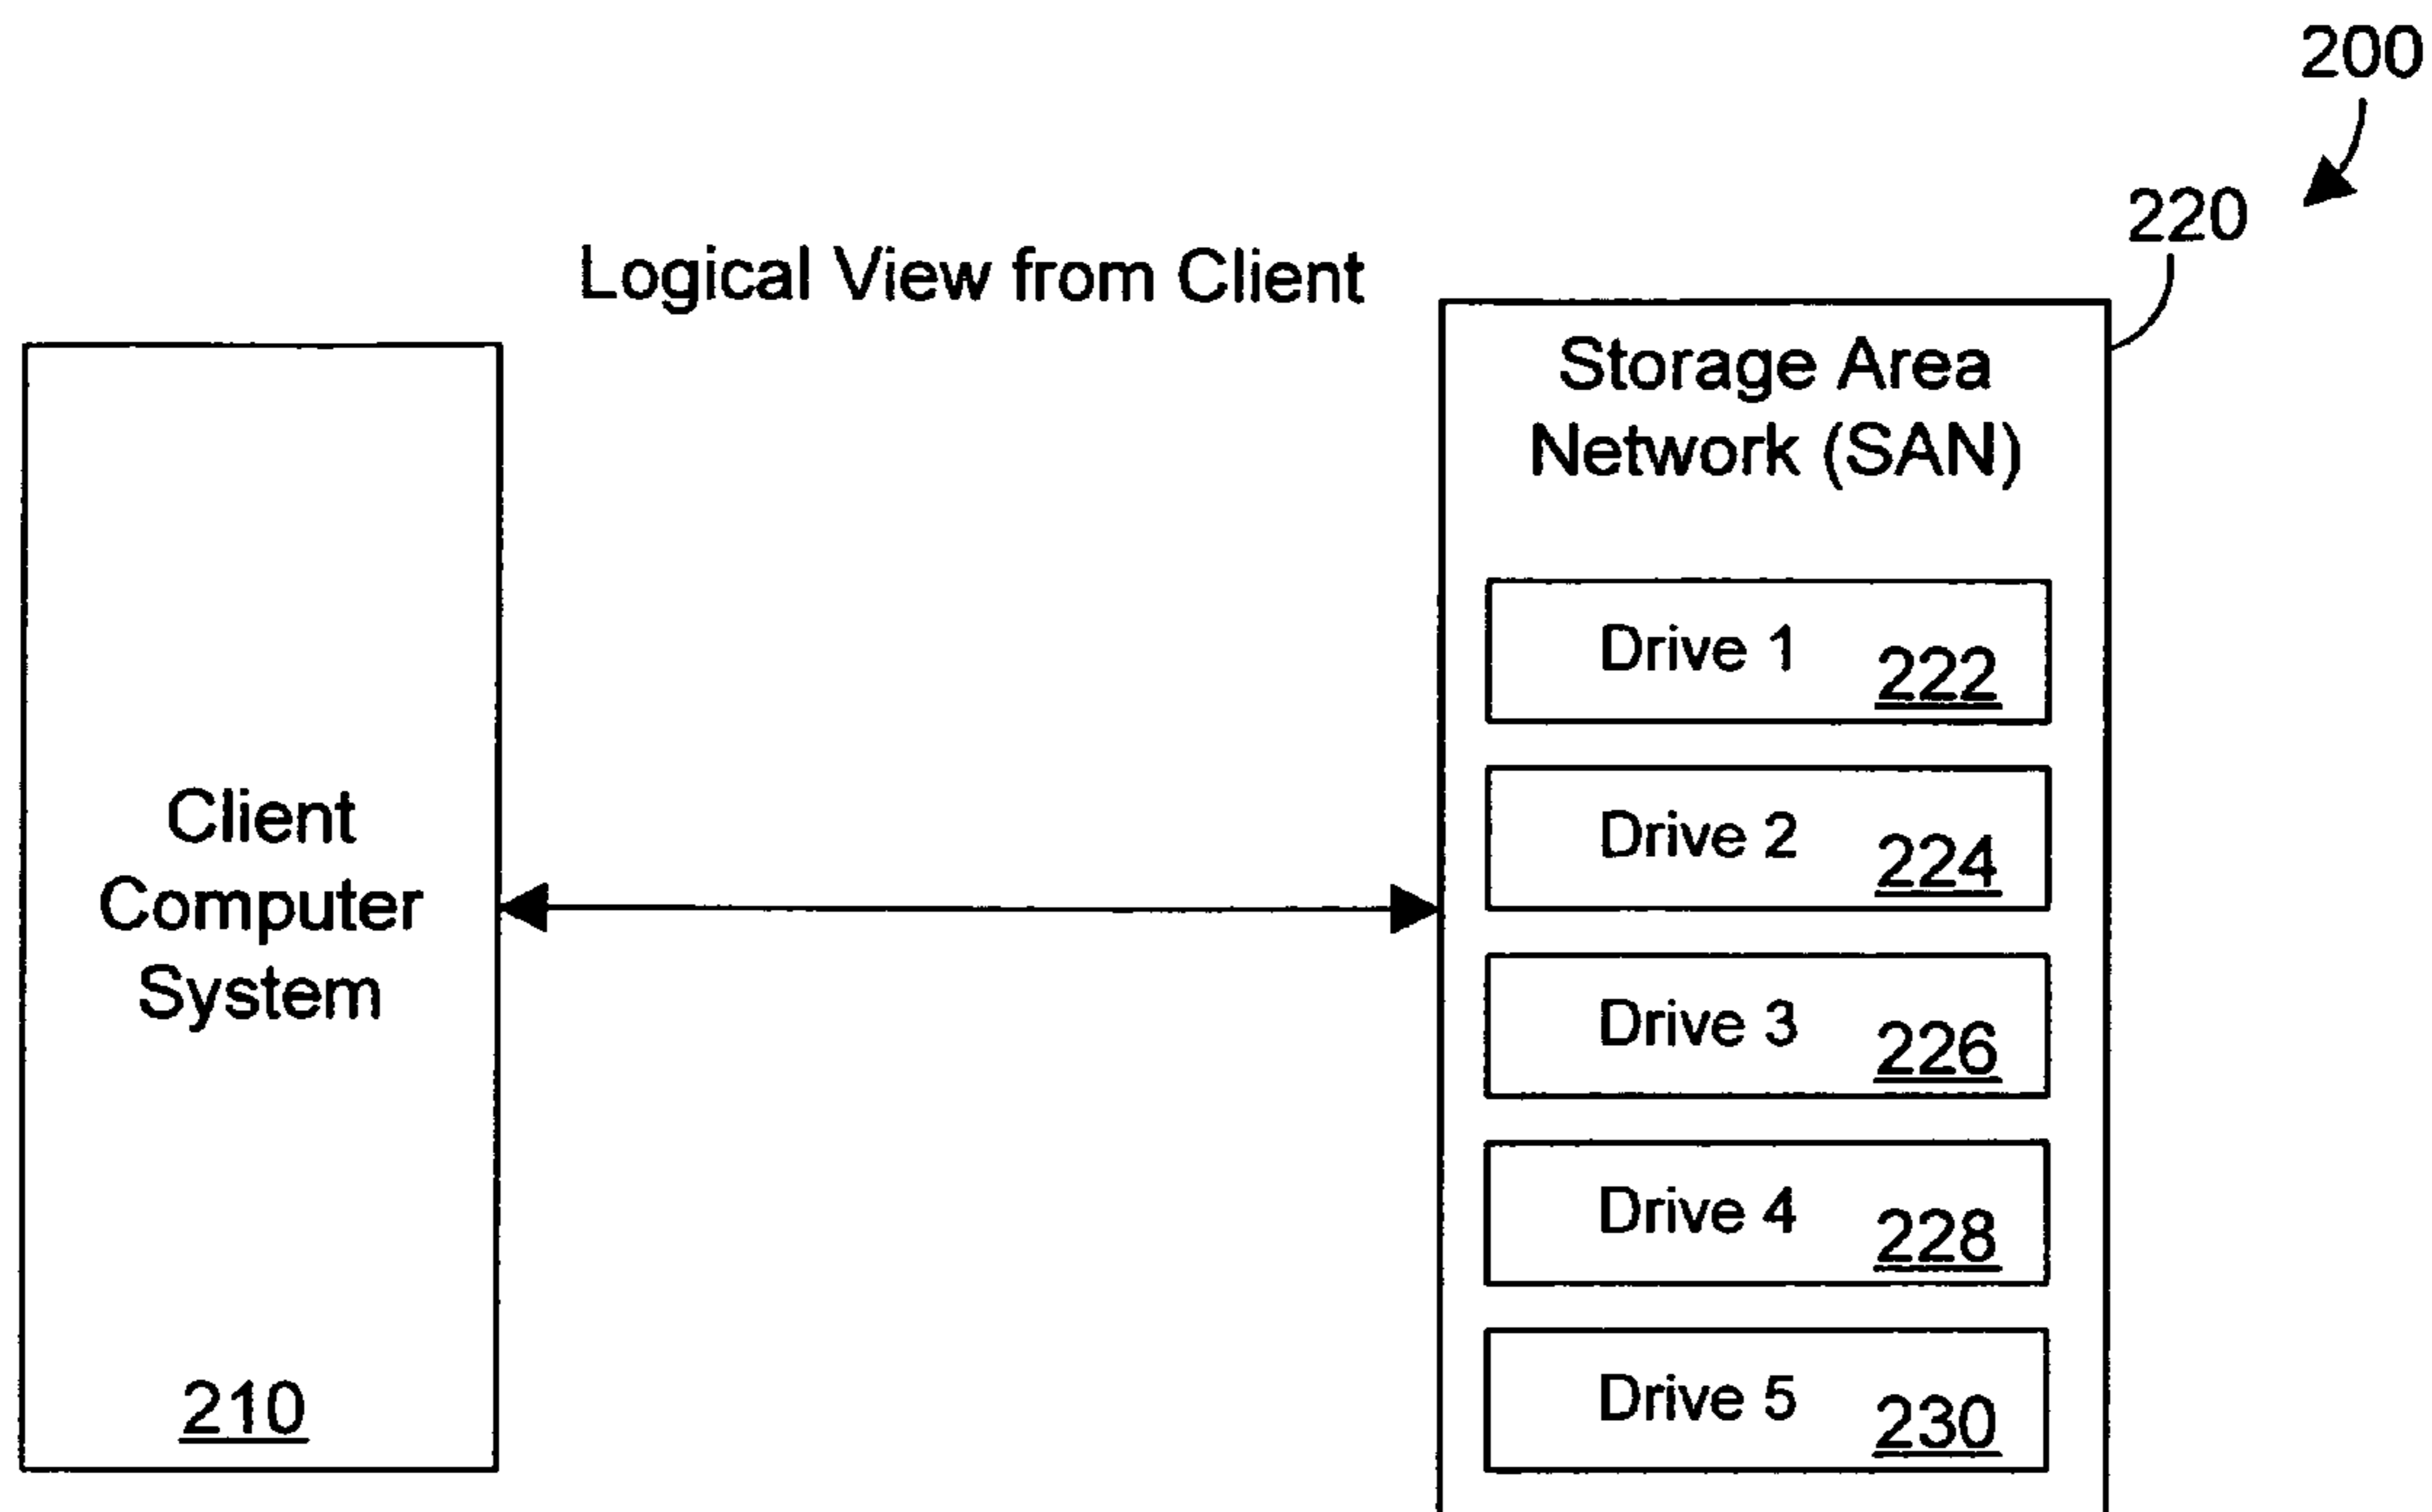 200
220
Logical View from Client
Storage Area
Network (SAN)
Drive 1 222
Drive 2 224
Drive 3 226
Drive 4 228
Drive 5 230
Client
Computer
System
210